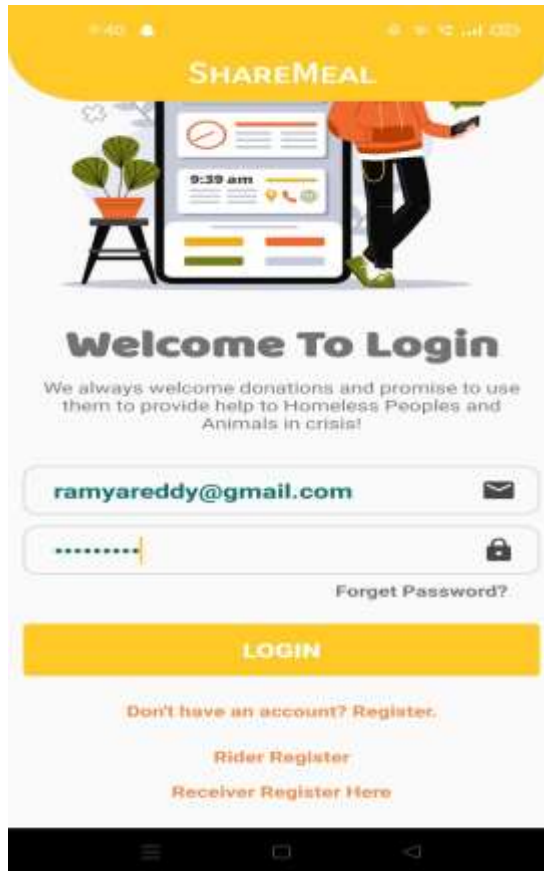 9:40
SHAREMEAL
9:39 am
Welcome To Login
We always welcome donations and promise to use
them to provide help to Homeless Peoples and
Animals in crisis!
ramyareddy@gmail.com
•••••••••
Forget Password?
LOGIN
Don't have an account? Register.
Rider Register
Receiver Register Here